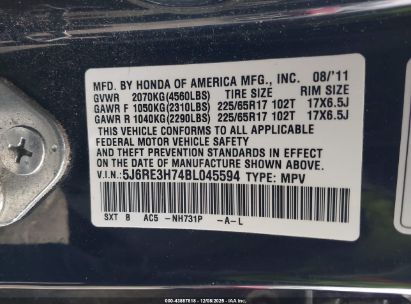 MFD. BY HONDA OF AMERICA MFG., INC. 08/'11
GVWR 2070KG(4560LBS) TIRE SIZE RIM SIZE
GAWR F 1050KG(2310LBS) 225/65R17 102T 17X6.5J
GAWR R 1040KG(2290LBS) 225/65R17 102T 17X6.5J
THIS VEHICLE CONFORMS TO ALL APPLICABLE
FEDERAL MOTOR VEHICLE SAFETY STANDARDS IN EFFECT
ON THE DATE OF MANUFACTURE SHOWN ABOVE.
V.I.N.: 5J6RE3H74BL045594 TYPE: MPV
SXT B AC5 -NH731P -A-L